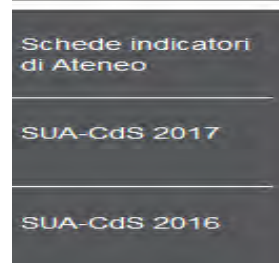 Schede indicatori
di Ateneo
SUA-CdS 2017
SUA-CdS 2016